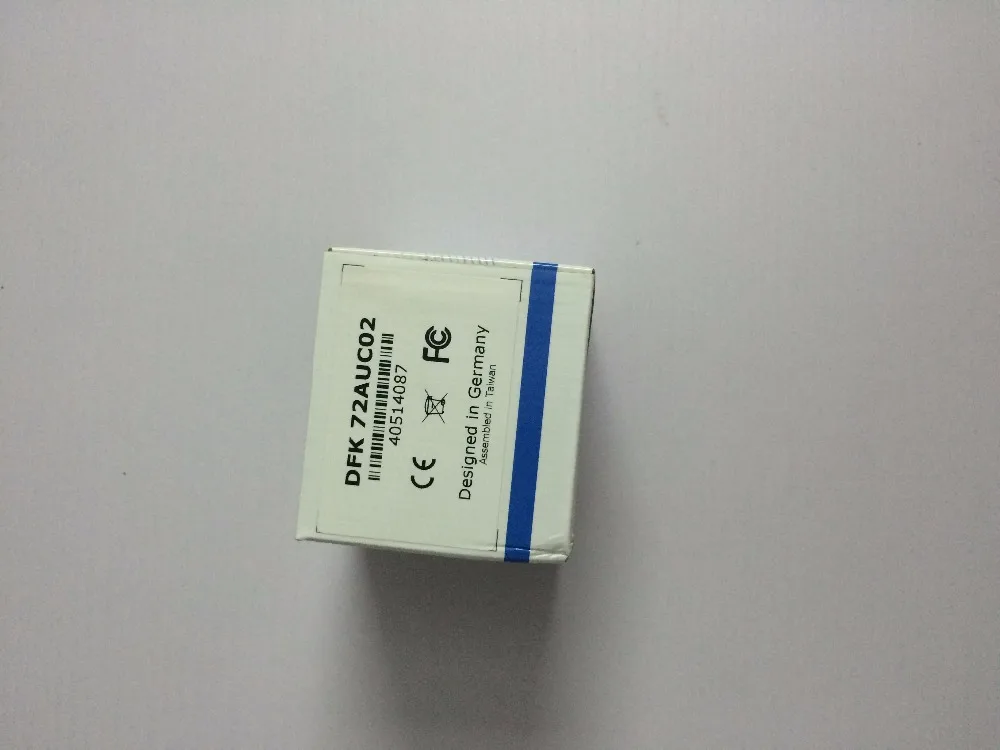 DFK 72AUC02
40514087
CE FC
Designed in Germany
Assembled in Taiwan